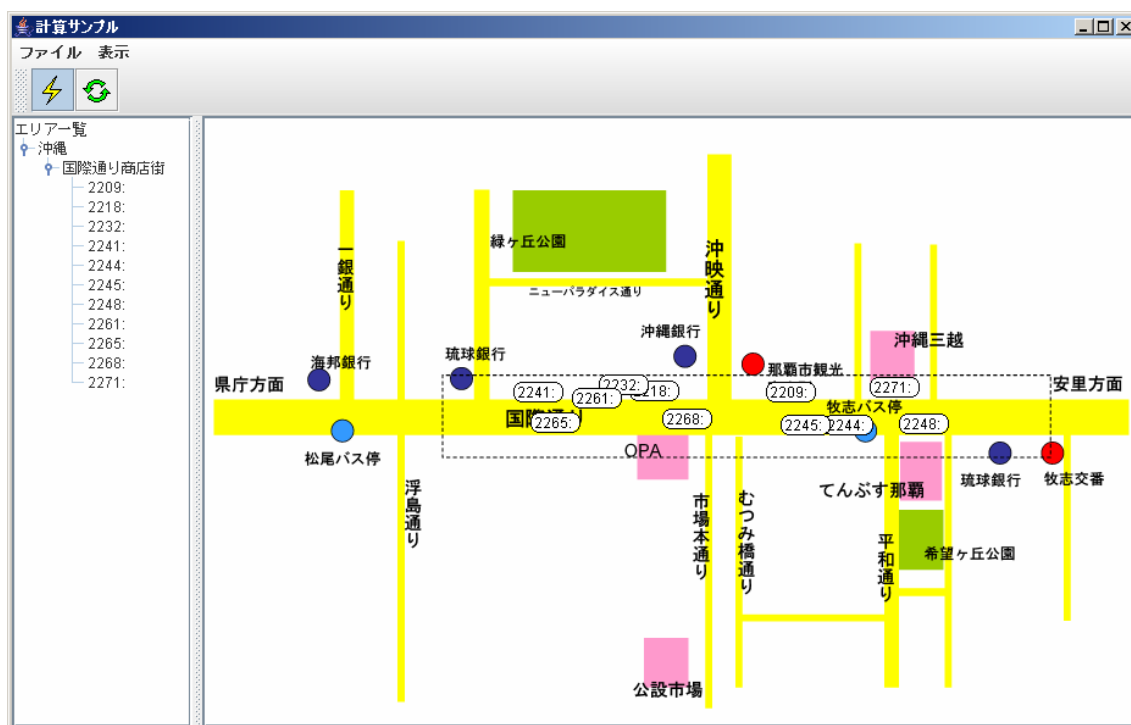 計算サンプル
ファイル 表示
エリア一覧
沖縄
国際通り商店街
2209:
2218:
2232:
2241:
2244:
2245:
2248:
2261:
2265:
2268:
2271:
一銀通り
緑ヶ丘公園
沖映通り
ニューパラダイス通り
沖縄銀行
沖縄三越
海邦銀行
琉球銀行
那覇市観光
県庁方面
安里方面
2241:
2232:
2218:
2261:
2209:
2271:
牧志バス停
国際通り
2265:
2268:
2245:
2244:
2248:
松尾バス停
OPA
琉球銀行
牧志交番
てんぶす那覇
浮島通り
市場本通り
むつみ橋通り
平和通り
希望ヶ丘公園
公設市場